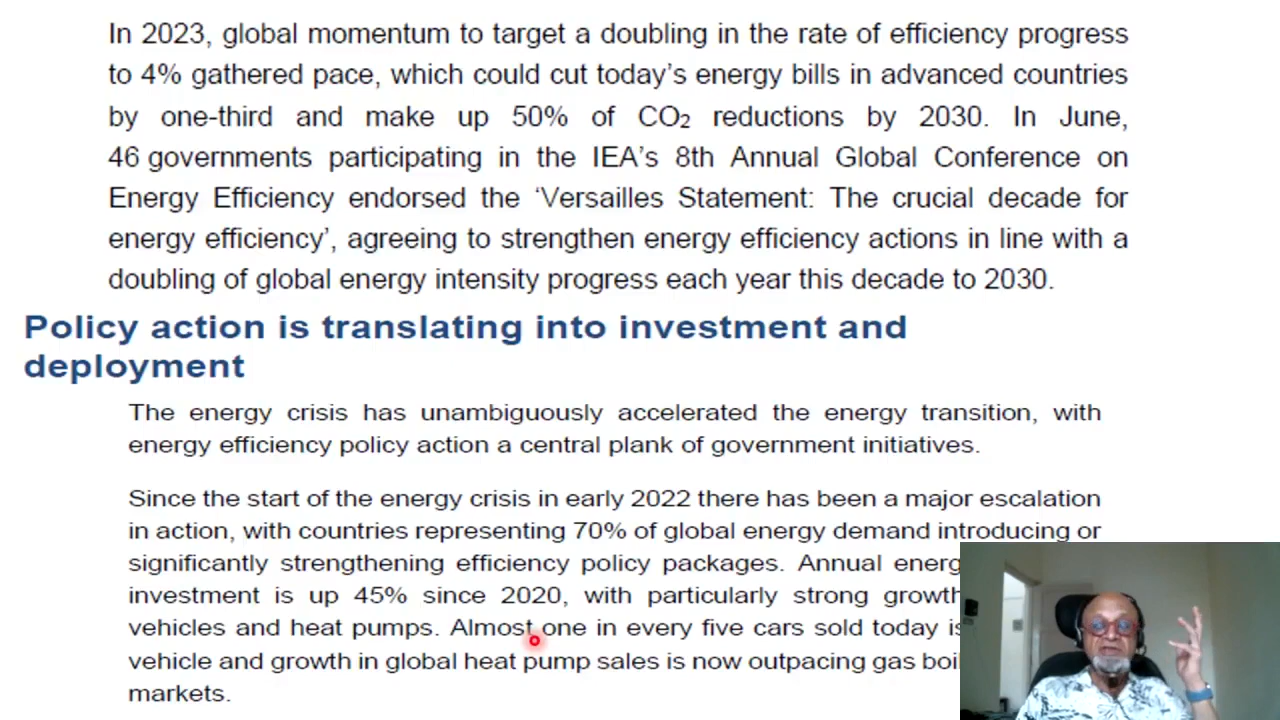 In 2023, global momentum to target a doubling in the rate of efficiency progress
to 4% gathered pace, which could cut today's energy bills in advanced countries
by one-third and make up 50% of CO₂ reductions by 2030. In June,
46 governments participating in the IEA's 8th Annual Global Conference on
Energy Efficiency endorsed the ‘Versailles Statement: The crucial decade for
energy efficiency’, agreeing to strengthen energy efficiency actions in line with a
doubling of global energy intensity progress each year this decade to 2030.
Policy action is translating into investment and
deployment
The energy crisis has unambiguously accelerated the energy transition, with
energy efficiency policy action a central plank of government initiatives.
Since the start of the energy crisis in early 2022 there has been a major escalation
in action, with countries representing 70% of global energy demand introducing or
significantly strengthening efficiency policy packages. Annual energ
investment is up 45% since 2020, with particularly strong growth
vehicles and heat pumps. Almost one in every five cars sold today is
vehicle and growth in global heat pump sales is now outpacing gas boi
markets.